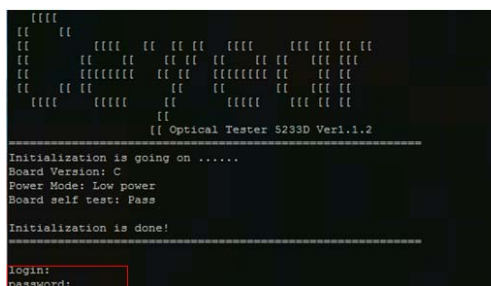 Ceyear
[[ Optical Tester 5233D Ver1.1.2
Initialization is going on ......
Board Version: C
Power Mode: Low power
Board self test: Pass
Initialization is done!
login:
password: